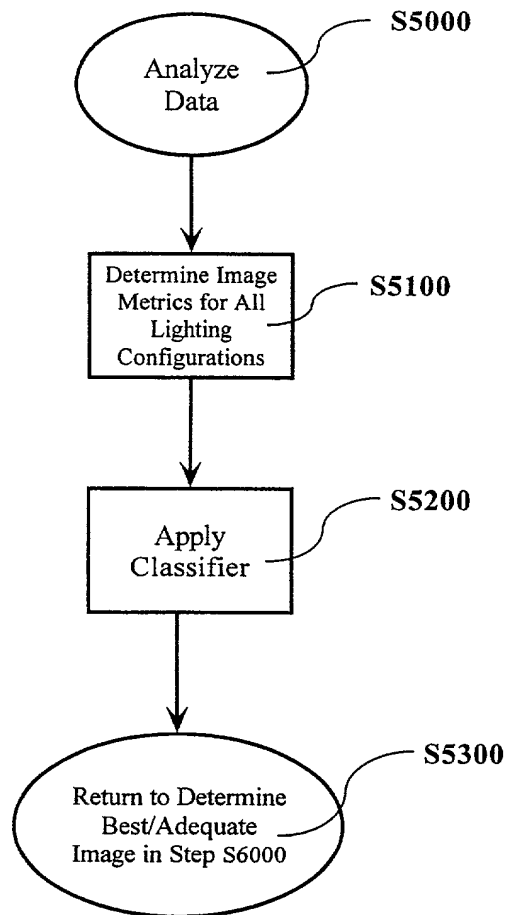 S5000
Analyze
Data
Determine Image
Metrics for All
Lighting
Configurations
S5100
Apply
Classifier
S5200
Return to Determine
Best/Adequate
Image in Step S6000
S5300